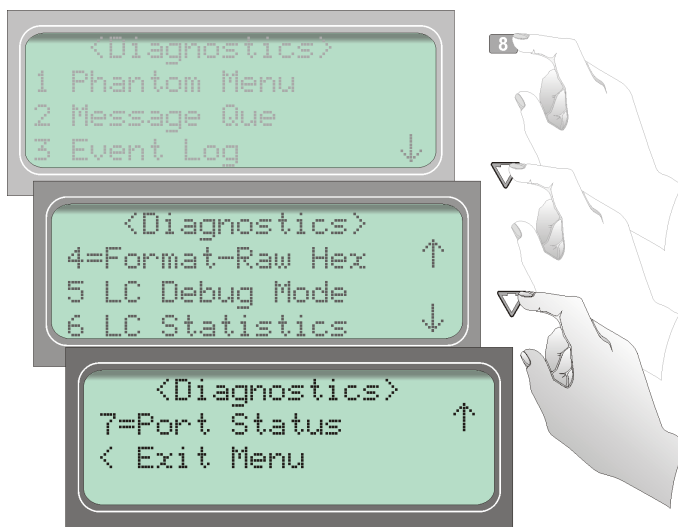 <Diagnostics>
1 Phantom Menu
2 Message Que
3 Event Log ↓
8
<Diagnostics>
4=Format-Raw Hex ↑
5 LC Debug Mode
6 LC Statistics ↓
<Diagnostics>
7=Port Status ↑
< Exit Menu